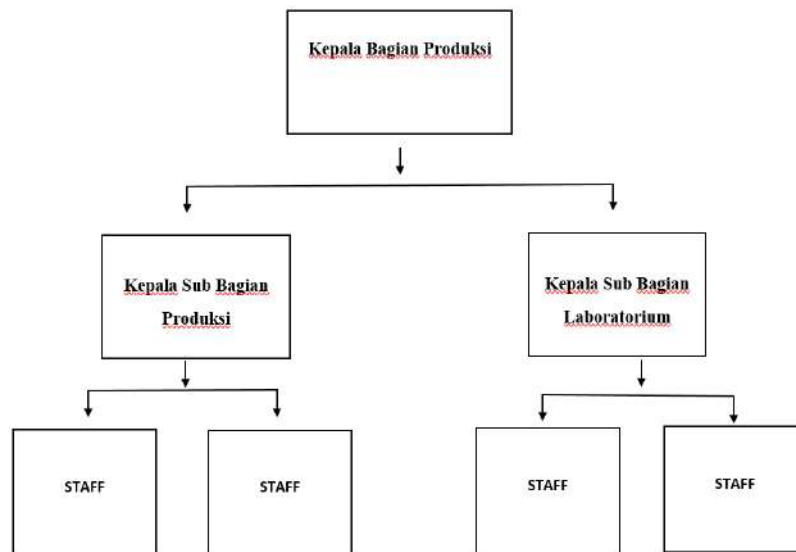 Kepala Bagian Produksi
Kepala Sub Bagian
Produksi
Kepala Sub Bagian
Laboratorium
STAFF
STAFF
STAFF
STAFF